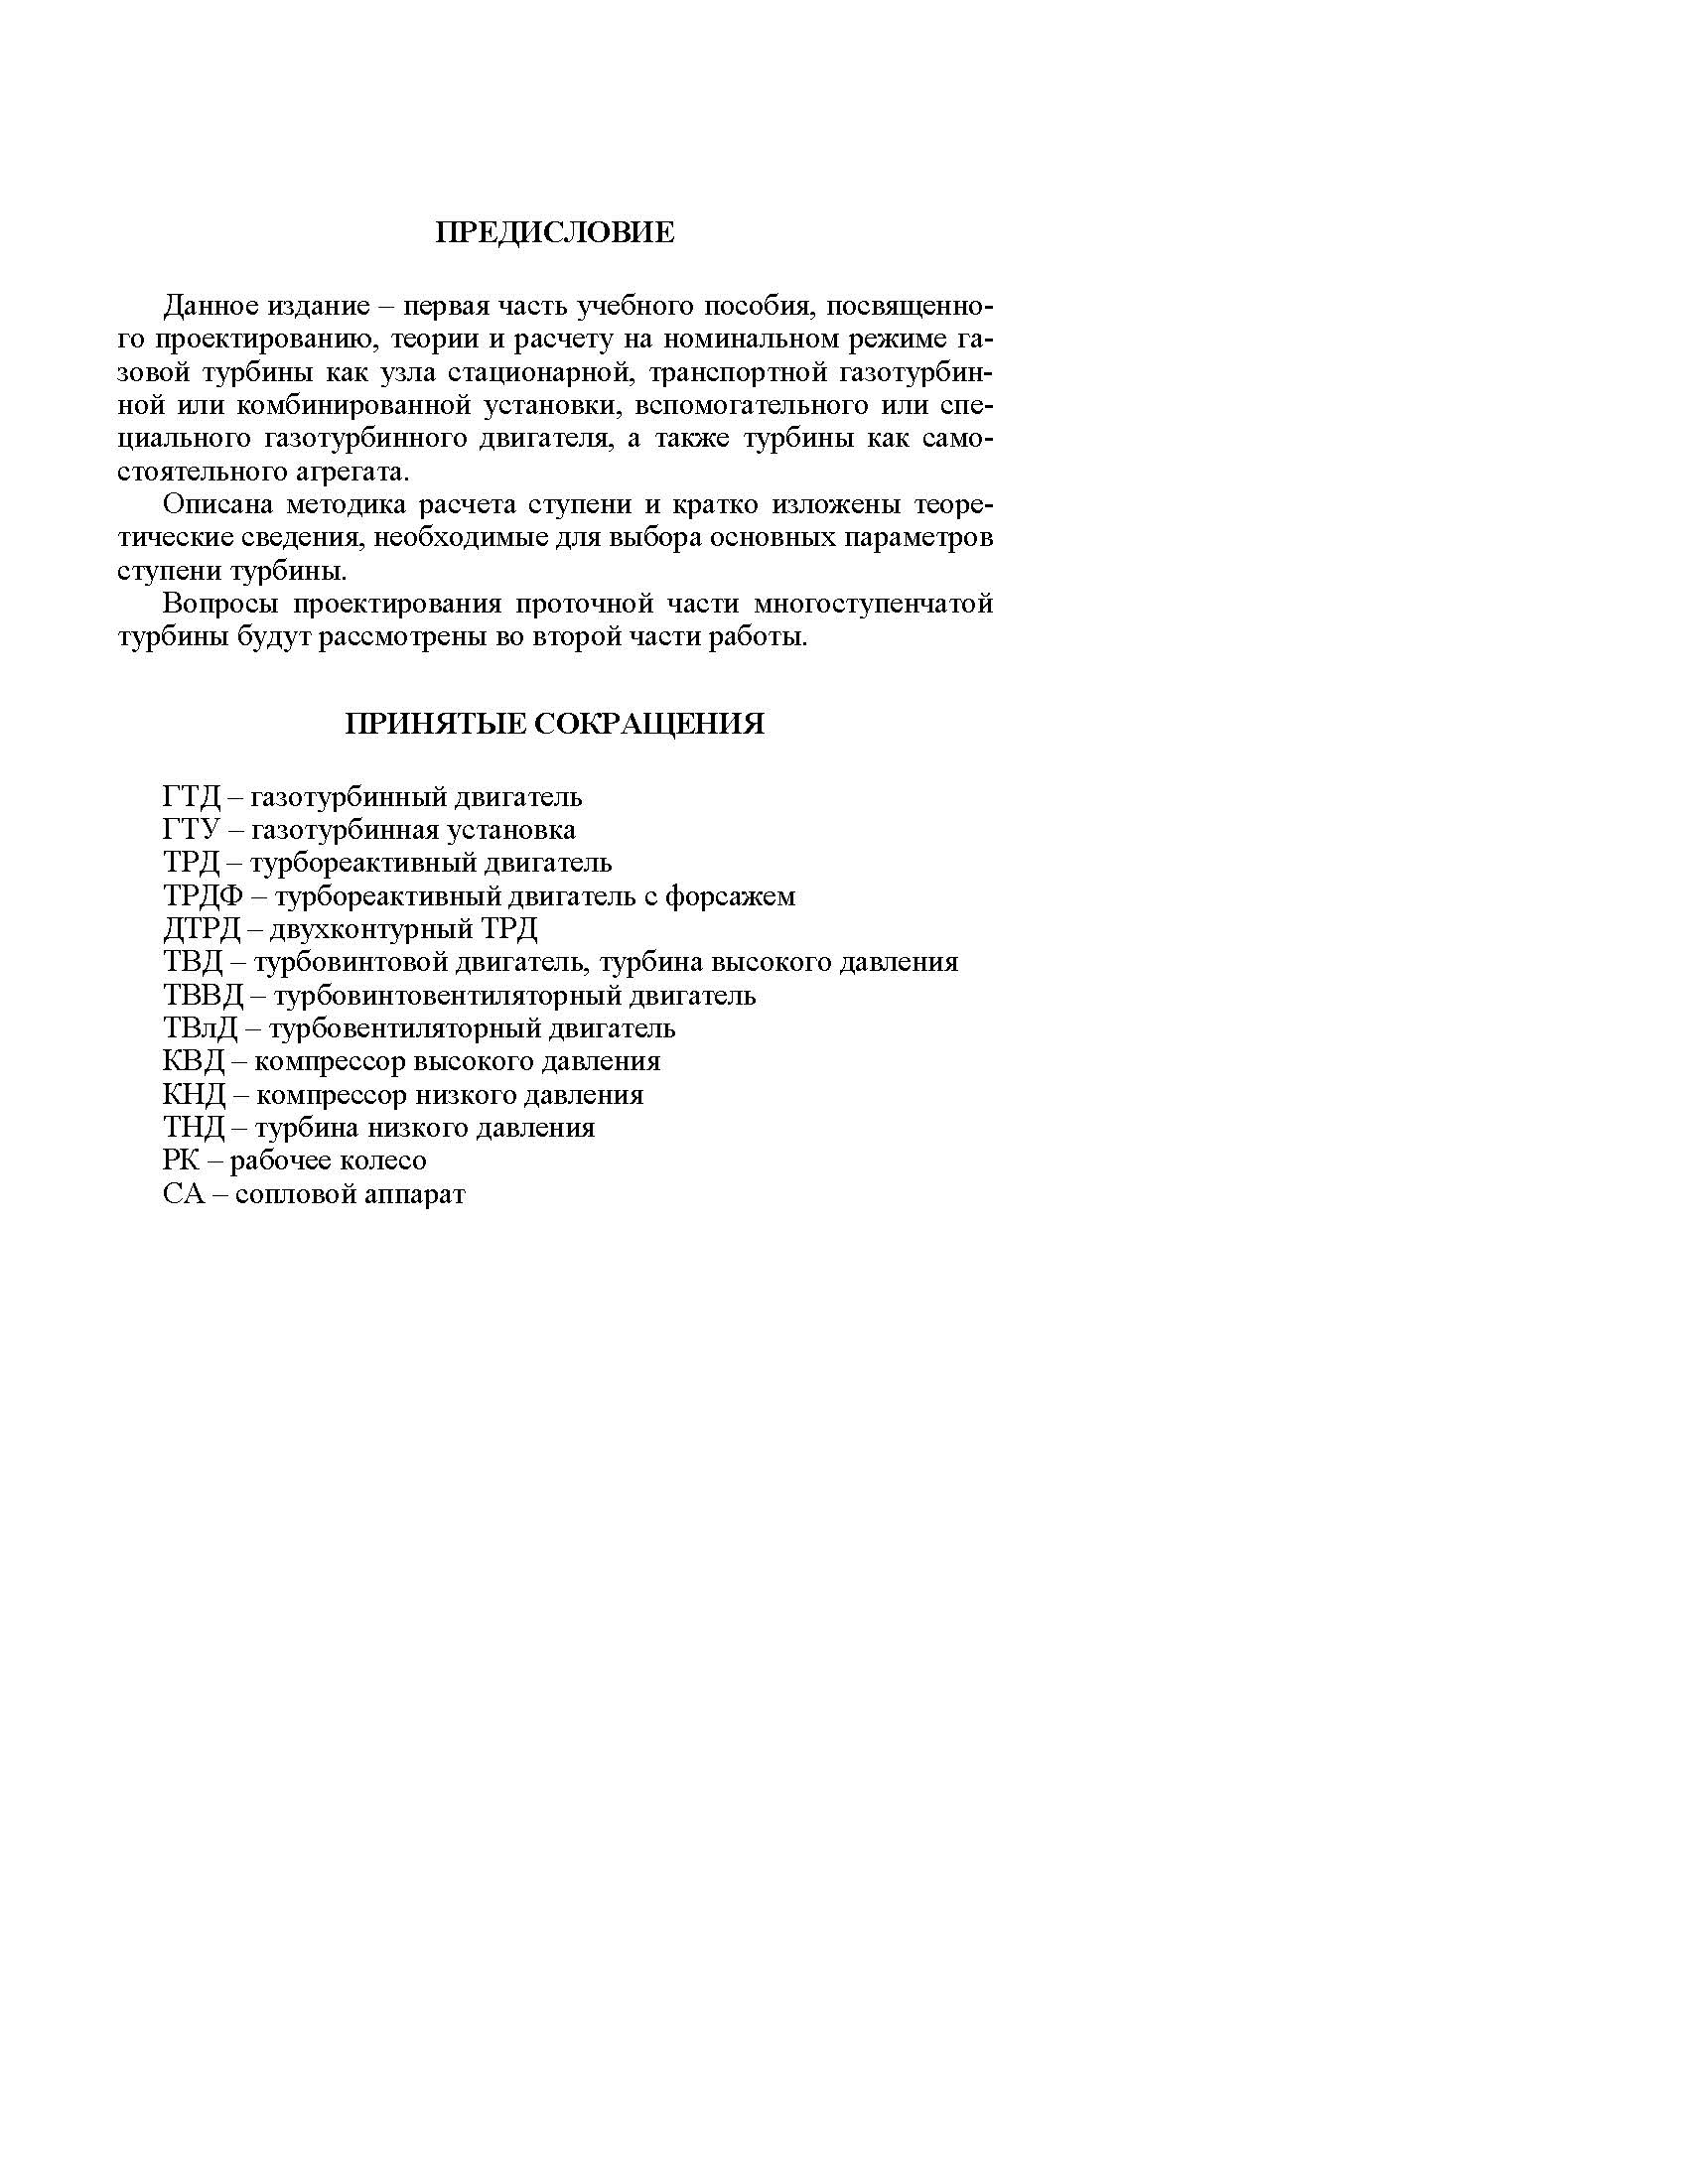 ПРЕДИСЛОВИЕ
Данное издание – первая часть учебного пособия, посвященно-
го проектированию, теории и расчету на номинальном режиме га-
зовой турбины как узла стационарной, транспортной газотурбин-
ной или комбинированной установки, вспомогательного или спе-
циального газотурбинного двигателя, а также турбины как само-
стоятельного агрегата.
Описана методика расчета ступени и кратко изложены теоре-
тические сведения, необходимые для выбора основных параметров
ступени турбины.
Вопросы проектирования проточной части многоступенчатой
турбины будут рассмотрены во второй части работы.
ПРИНЯТЫЕ СОКРАЩЕНИЯ
ГТД – газотурбинный двигатель
ГТУ – газотурбинная установка
ТРД – турбореактивный двигатель
ТРДФ – турбореактивный двигатель с форсажем
ДТРД – двухконтурный ТРД
ТВД – турбовинтовой двигатель, турбина высокого давления
ТВВД – турбовинтовентиляторный двигатель
ТВлД – турбовентиляторный двигатель
КВД – компрессор высокого давления
КНД – компрессор низкого давления
ТНД – турбина низкого давления
РК – рабочее колесо
СА – сопловой аппарат